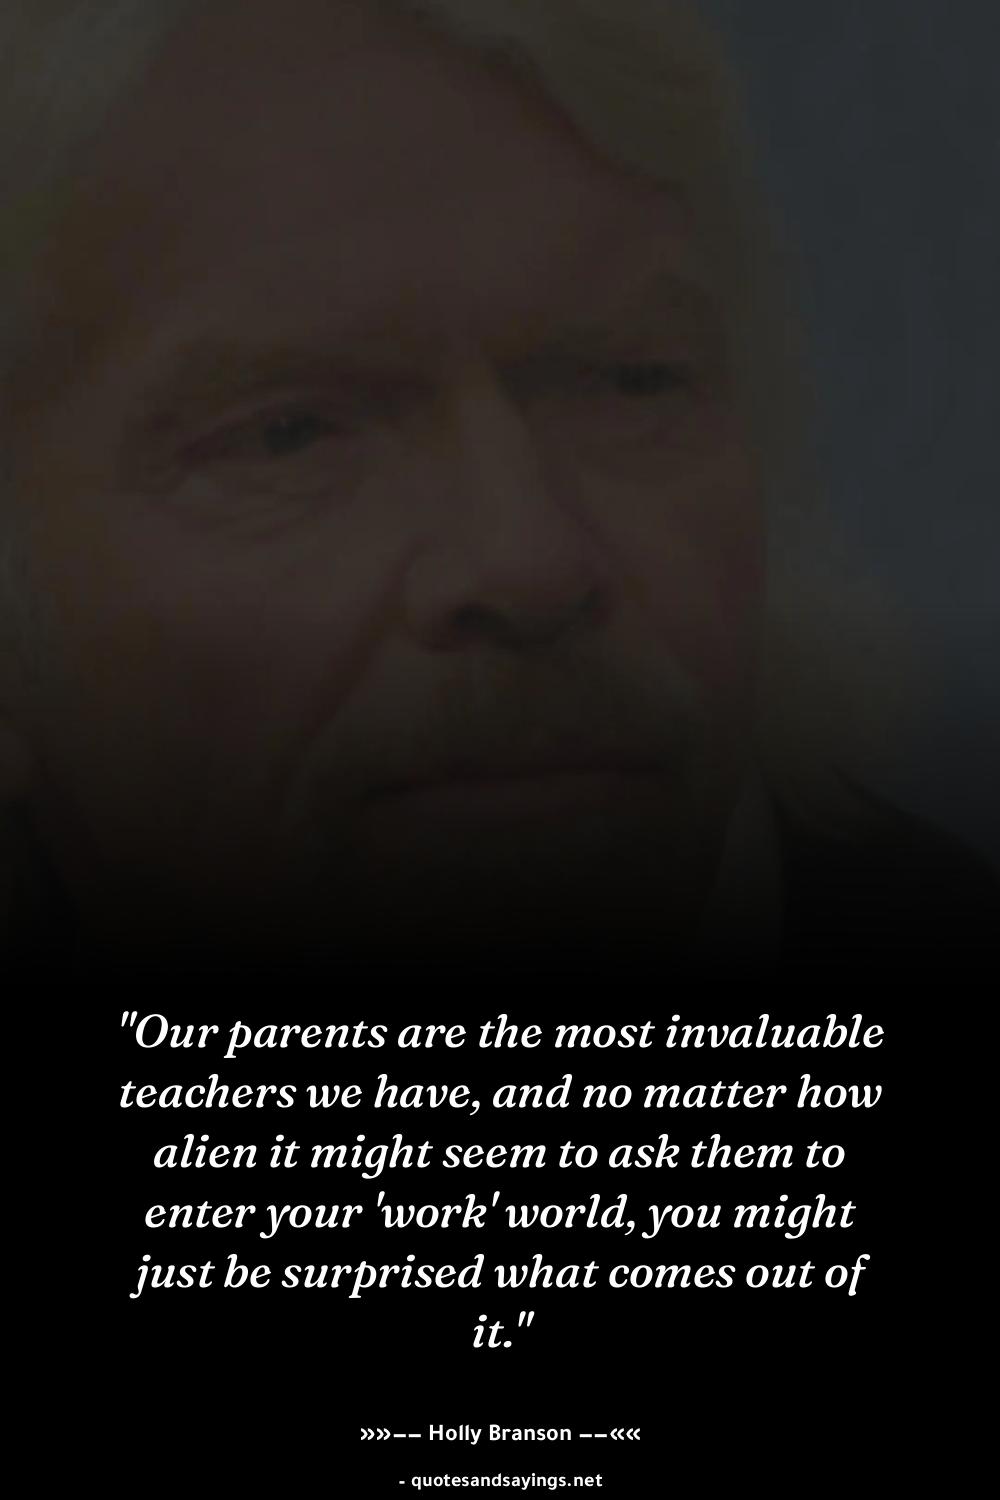 "Our parents are the most invaluable
teachers we have, and no matter how
alien it might seem to ask them to
enter your 'work' world, you might
just be surprised what comes out of
it."
»»−− Holly Branson −−««
- quotesandsayings.net